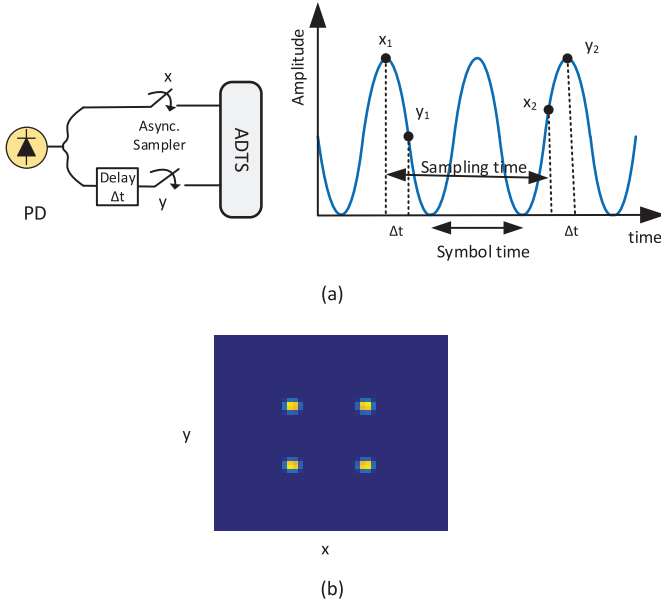 x
Async.
Sampler
Delay
Δt
y
PD
ADTS
Amplitude
x1
y1
x2
y2
Sampling time
Δt
Δt
Symbol time
time
(a)
y
x
(b)